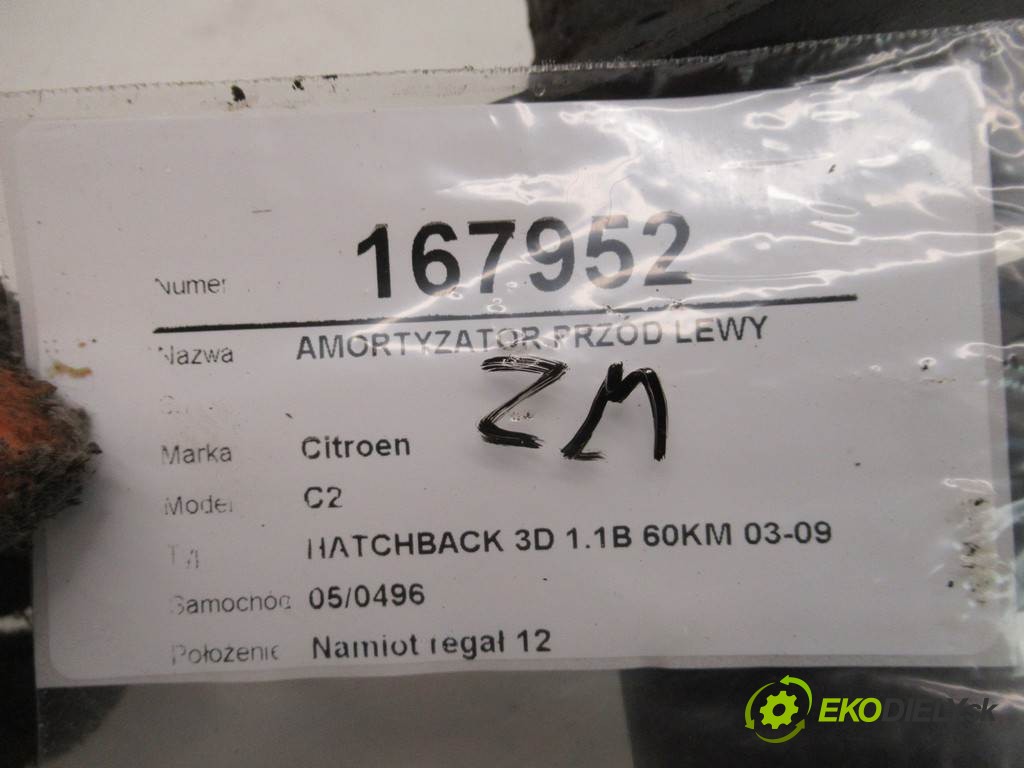 Numer 167952
Nazwa AMORTYZATOR PRZÓD LEWY
ZM
Marka Citroen
Model C2
Typ HATCHBACK 3D 1.1B 60KM 03-09
Samochód 05/0496
Położenie Namiot regał 12
EKODIELY.sk